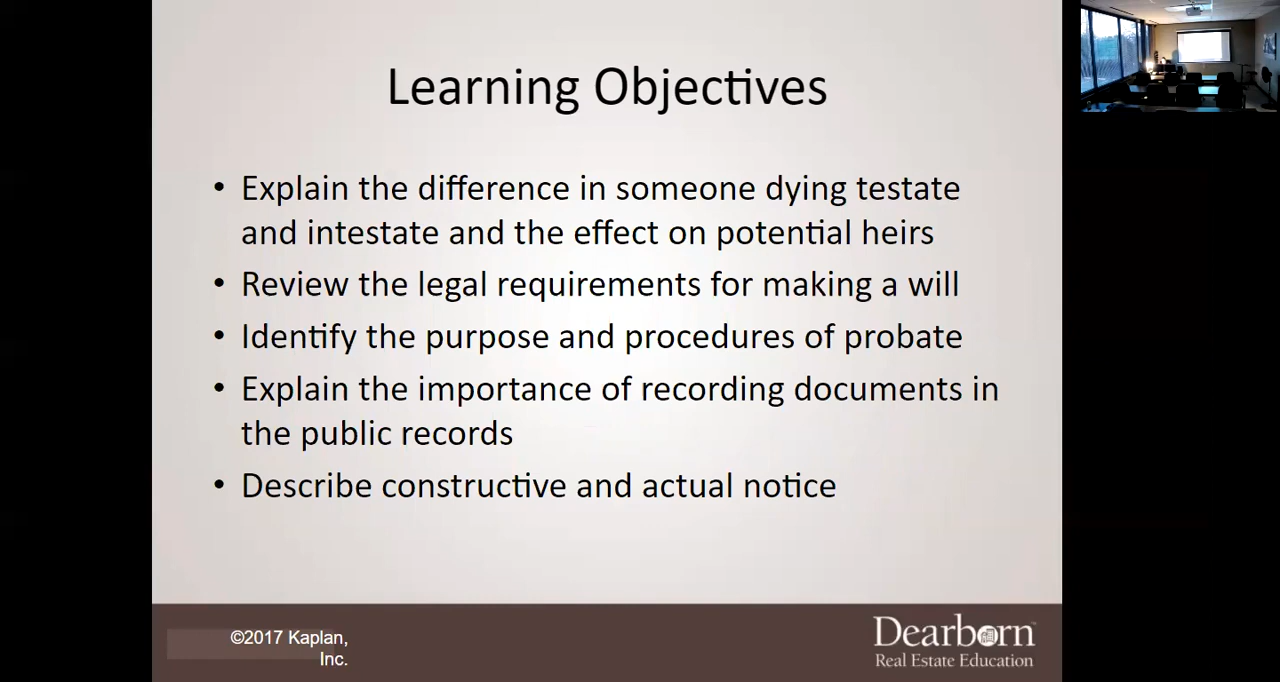 Learning Objectives
• Explain the difference in someone dying testate
and intestate and the effect on potential heirs
• Review the legal requirements for making a will
• Identify the purpose and procedures of probate
• Explain the importance of recording documents in
the public records
• Describe constructive and actual notice
©2017 Kaplan,
Inc.
Dearborn™
Real Estate Education